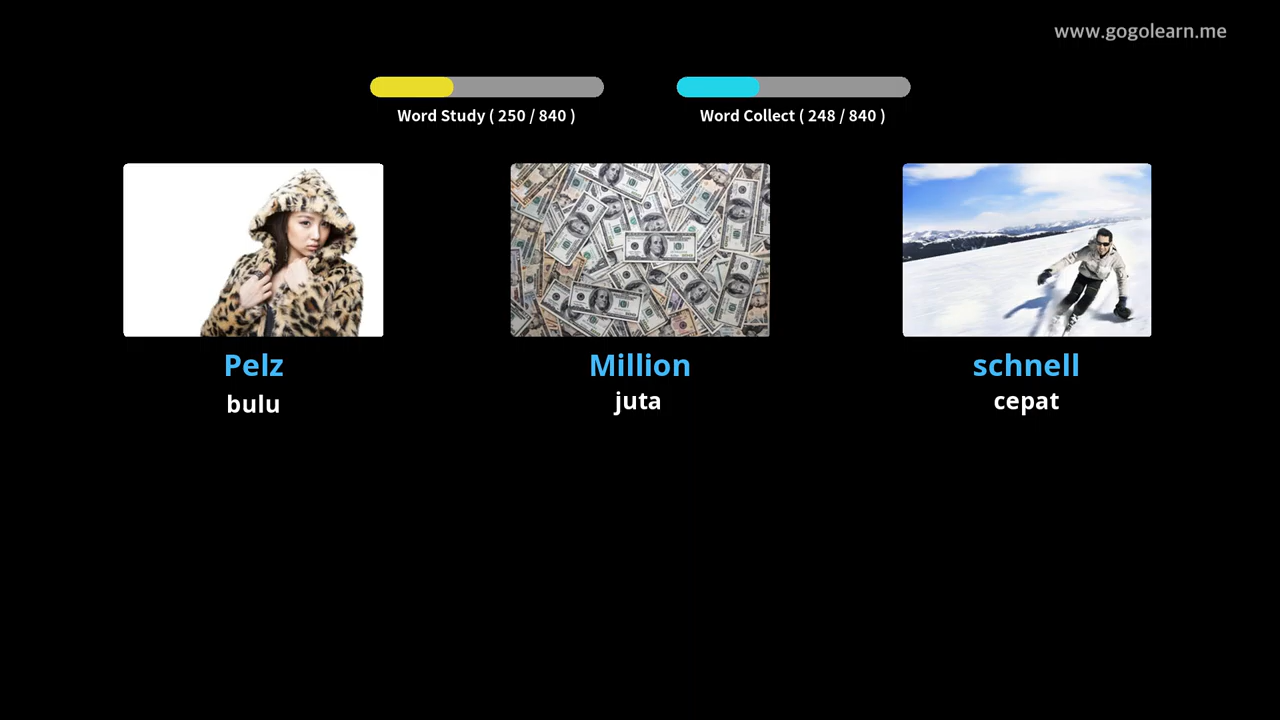 www.gogolearn.me
Word Study ( 250 / 840 )
Word Collect ( 248 / 840 )
Pelz
bulu
Million
juta
schnell
cepat